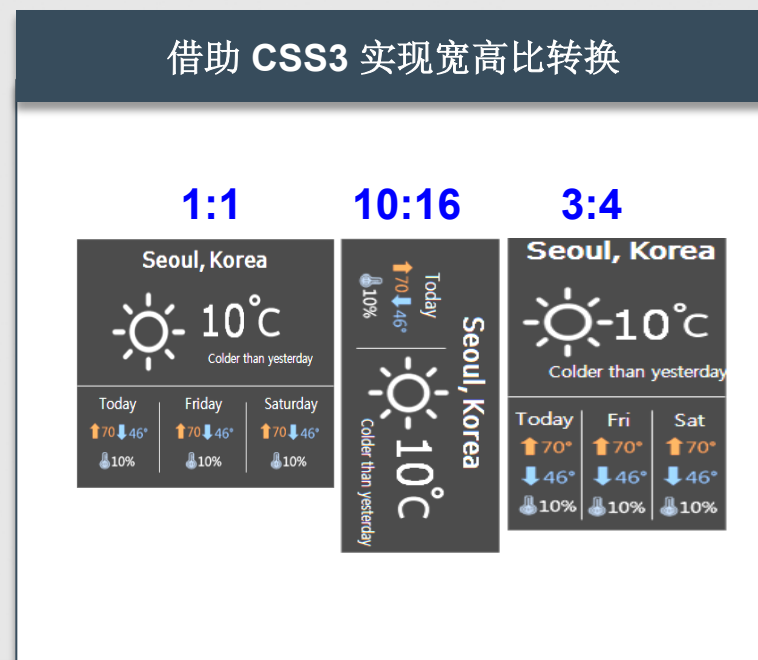 借助 CSS3 实现宽高比转换
1:1
10:16
3:4
Seoul, Korea
10°C
Colder than yesterday
Today
Friday
Saturday
70 46°
70 46°
70 46°
10%
10%
10%
Seoul, Korea
Today
70 46°
10%
10°C
Colder than yesterday
Seoul, Korea
10°C
Colder than yesterday
Today
Fri
Sat
70°
70°
70°
46°
46°
46°
10%
10%
10%